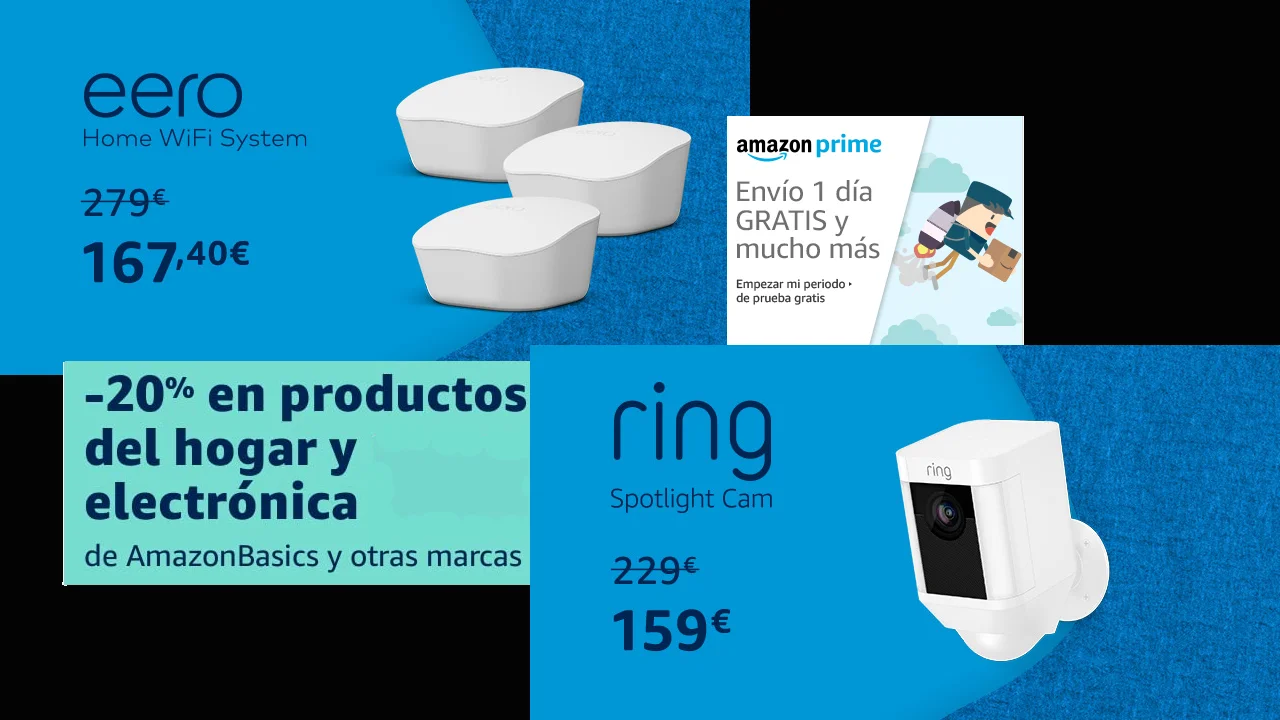 eero
Home WiFi System
279€
167,40€
amazon prime
Envío 1 día
GRATIS y
mucho más
Empezar mi periodo ‣
de prueba gratis
-20% en productos
del hogar y
electrónica
de AmazonBasics y otras marcas
ring
Spotlight Cam
229€
159€
ring